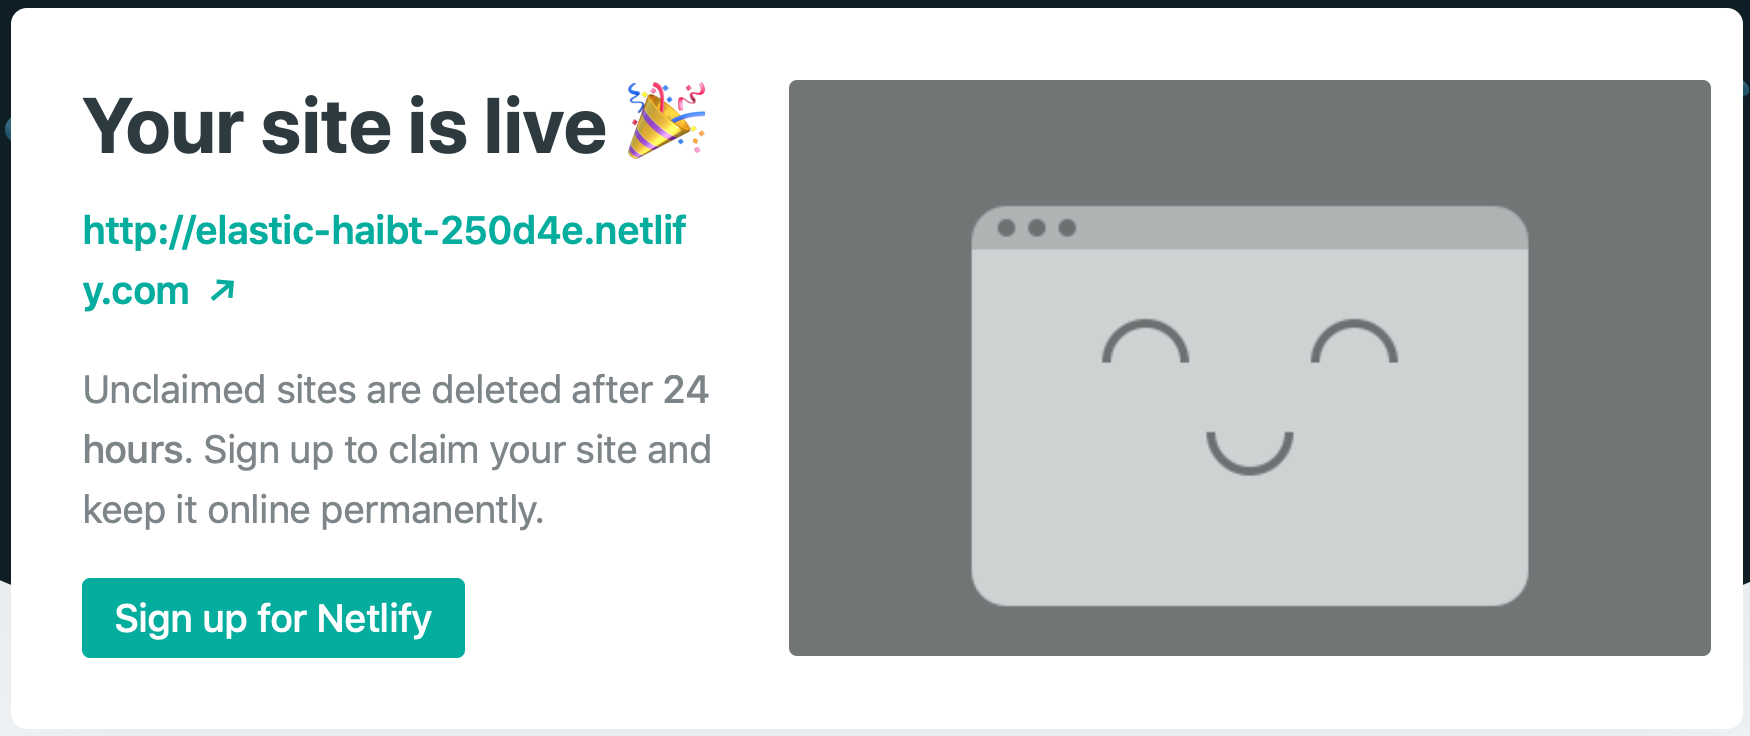 Your site is live 🎉
http://elastic-haibt-250d4e.netlif
y.com ↗
Unclaimed sites are deleted after 24
hours. Sign up to claim your site and
keep it online permanently.
Sign up for Netlify